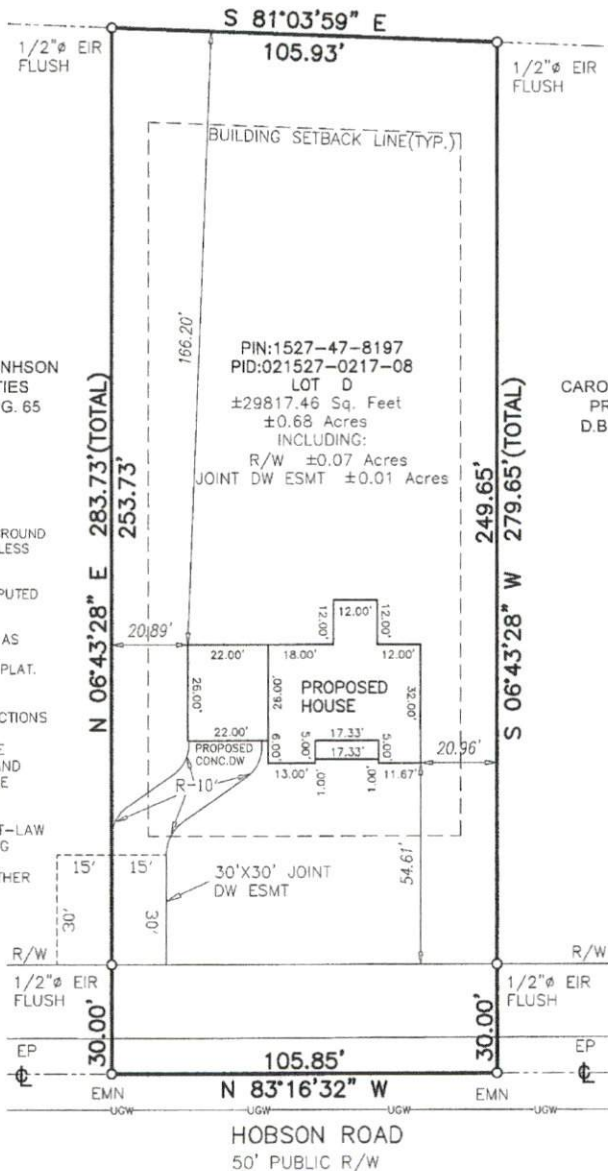 S 81°03'59" E
105.93'
1/2"ø EIR
FLUSH
1/2"ø EIR
FLUSH
BUILDING SETBACK LINE(TYP.)
166.20'
PIN:1527-47-8197
PID:021527-0217-08
LOT D
±29817.46 Sq. Feet
±0.68 Acres
INCLUDING:
R/W ±0.07 Acres
JOINT DW ESMT ±0.01 Acres
NHSON
TIES
G. 65
CARO
PR
D.B
N 06°43'28" E 283.73'(TOTAL)
253.73'
249.65'
S 06°43'28" W 279.65'(TOTAL)
ROUND
LESS
PUTED
AS
PLAT.
CTIONS
E
AND
E
T-LAW
G
THER
20.89'
12.00'
12.00'
12.00'
22.00'
18.00'
12.00'
26.00'
26.00'
PROPOSED
HOUSE
32.00'
22.00'
PROPOSED
CONC.DW
6.00'
5.00'
17.33'
17.33'
5.00'
20.96'
13.00'
1.00'
1.00'
11.67'
R-10'
54.61'
15'
15'
30'X30' JOINT
DW ESMT
30'
30'
R/W
R/W
1/2"ø EIR
FLUSH
1/2"ø EIR
FLUSH
30.00'
30.00'
EP
EP
105.85'
EMN
N 83°16'32" W
EMN
UGW
UGW
UGW
UGW
HOBSON ROAD
50' PUBLIC R/W